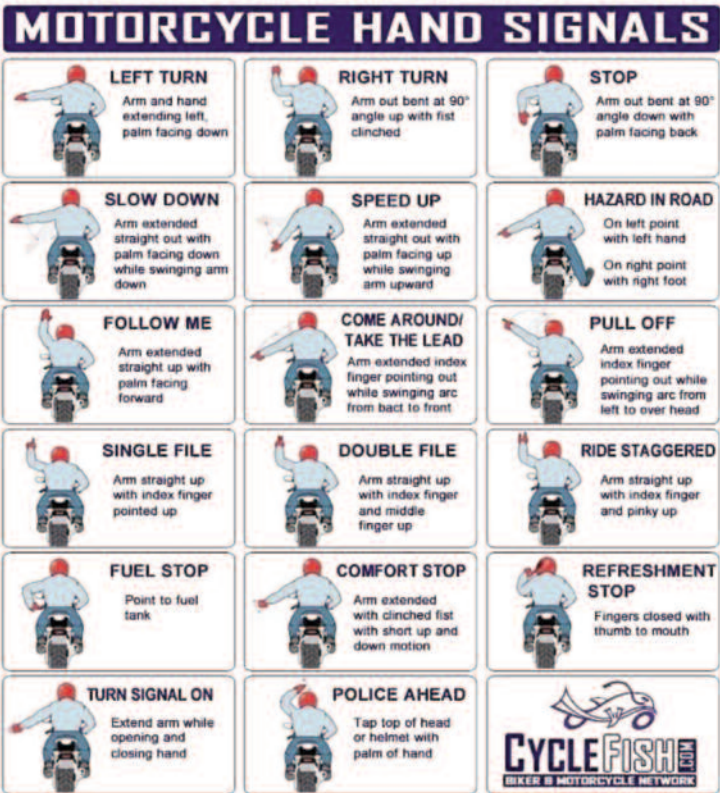 MOTORCYCLE HAND SIGNALS
LEFT TURN
Arm and hand
extending left,
palm facing down
RIGHT TURN
Arm out bent at 90°
angle up with fist
clinched
STOP
Arm out bent at 90°
angle down with
palm facing back
SLOW DOWN
Arm extended
straight out with
palm facing down
while swinging arm
down
SPEED UP
Arm extended
straight out with
palm facing up
while swinging
arm upward
HAZARD IN ROAD
On left point
with left hand
On right point
with right foot
FOLLOW ME
Arm extended
straight up with
palm facing
forward
COME AROUND/
TAKE THE LEAD
Arm extended index
finger pointing out
while swinging arc
from bact to front
PULL OFF
Arm extended
index finger
pointing out while
swinging arc from
left to over head
SINGLE FILE
Arm straight up
with index finger
pointed up
DOUBLE FILE
Arm straight up
with index finger
and middle
finger up
RIDE STAGGERED
Arm straight up
with index finger
and pinky up
FUEL STOP
Point to fuel
tank
COMFORT STOP
Arm extended
with clinched fist
with short up and
down motion
REFRESHMENT
STOP
Fingers closed with
thumb to mouth
TURN SIGNAL ON
Extend arm while
opening and
closing hand
POLICE AHEAD
Tap top of head
or helmet with
palm of hand
CYCLEFISH.COM
BIKER & MOTORCYCLE NETWORK